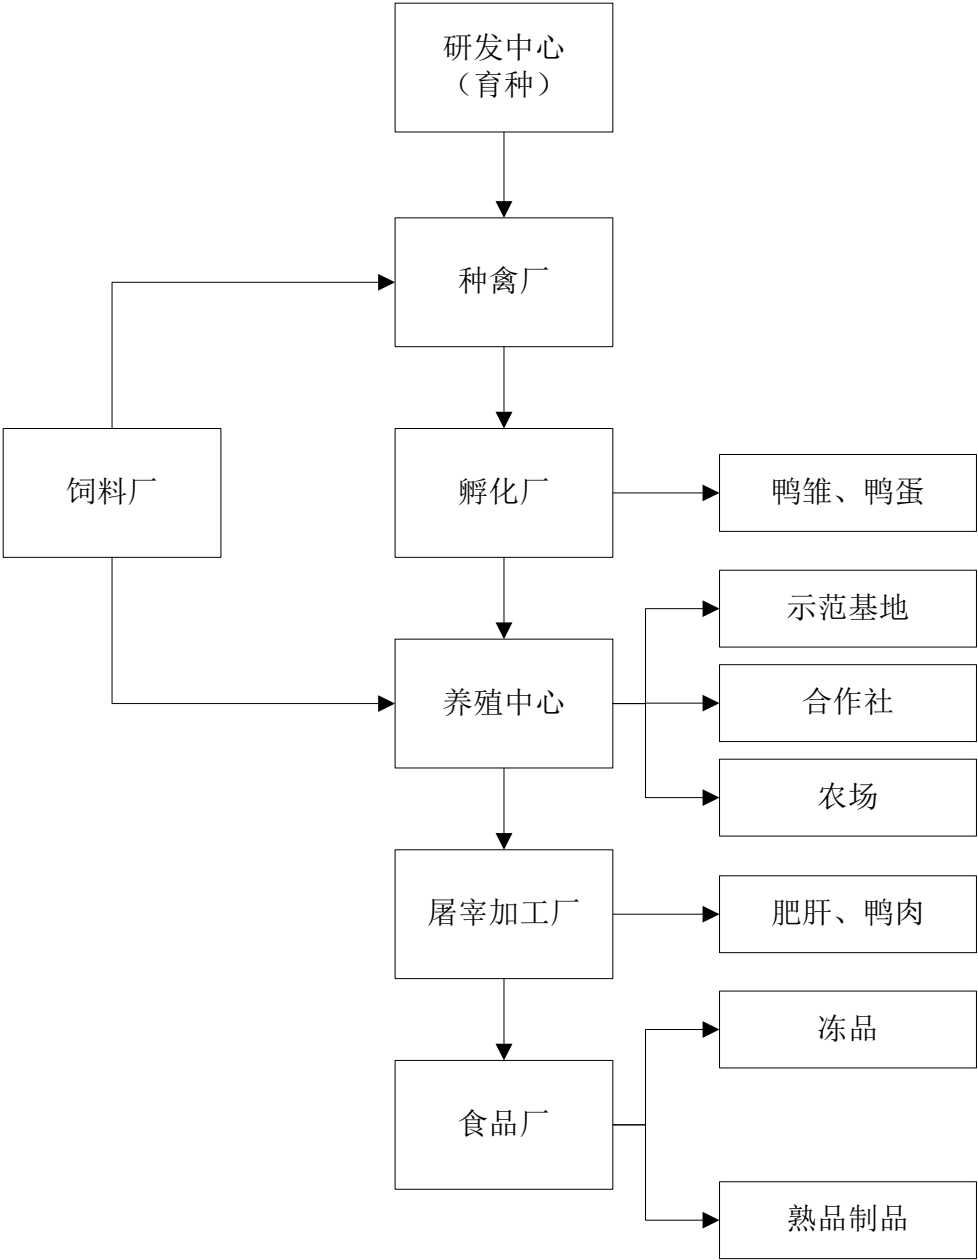 研发中心
（育种）
种禽厂
饲料厂
孵化厂
鸭雏、鸭蛋
示范基地
养殖中心
合作社
农场
屠宰加工厂
肥肝、鸭肉
冻品
食品厂
熟品制品